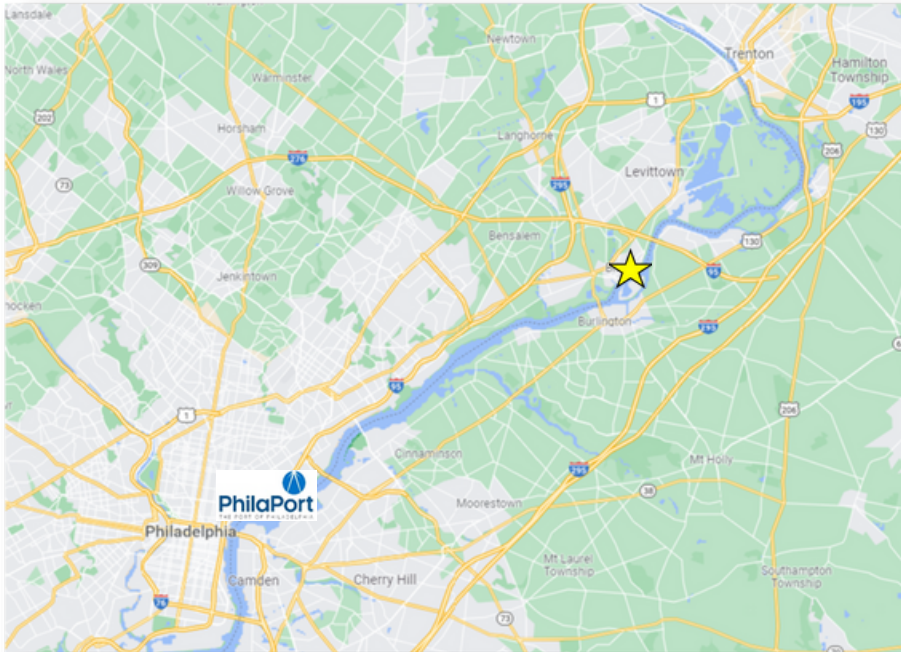 Lansdale
Newtown
Trenton
North Wales
Warminster
Hamilton
Township
1
195
202
Horsham
Langhorne
130
276
206
Levittown
73
295
Willow Grove
Bensalem
130
309
95
Jenkintown
Burlington
295
95
206
1
Cinnaminson
Mt Holly
295
38
PhilaPort
THE PORT OF PHILADELPHIA
Moorestown
Philadelphia
Mt Laurel
Township
Southampton
Township
Camden
Cherry Hill
76
73
70